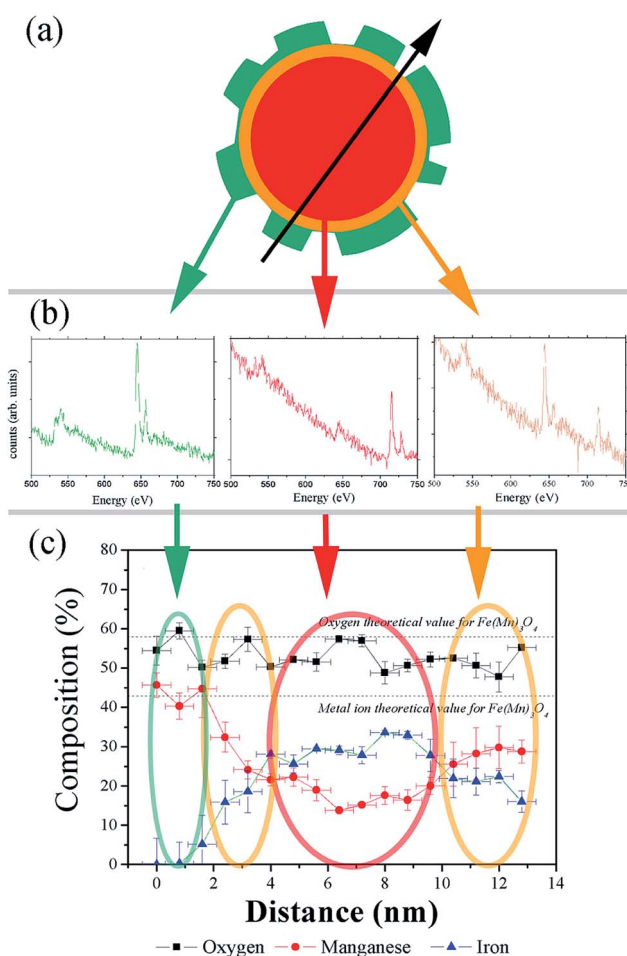 (a)
(b)
counts (arb. units)
500 550 600 650 700 750
500 550 600 650 700 750
500 550 600 650 700 750
Energy (eV)
Energy (eV)
Energy (eV)
(c)
80
70
60
50
40
30
20
10
0
Composition (%)
Oxygen theoretical value for Fe(Mn)3O4
Metal ion theoretical value for Fe(Mn)3O4
0 2 4 6 8 10 12 14
Distance (nm)
Oxygen Manganese Iron